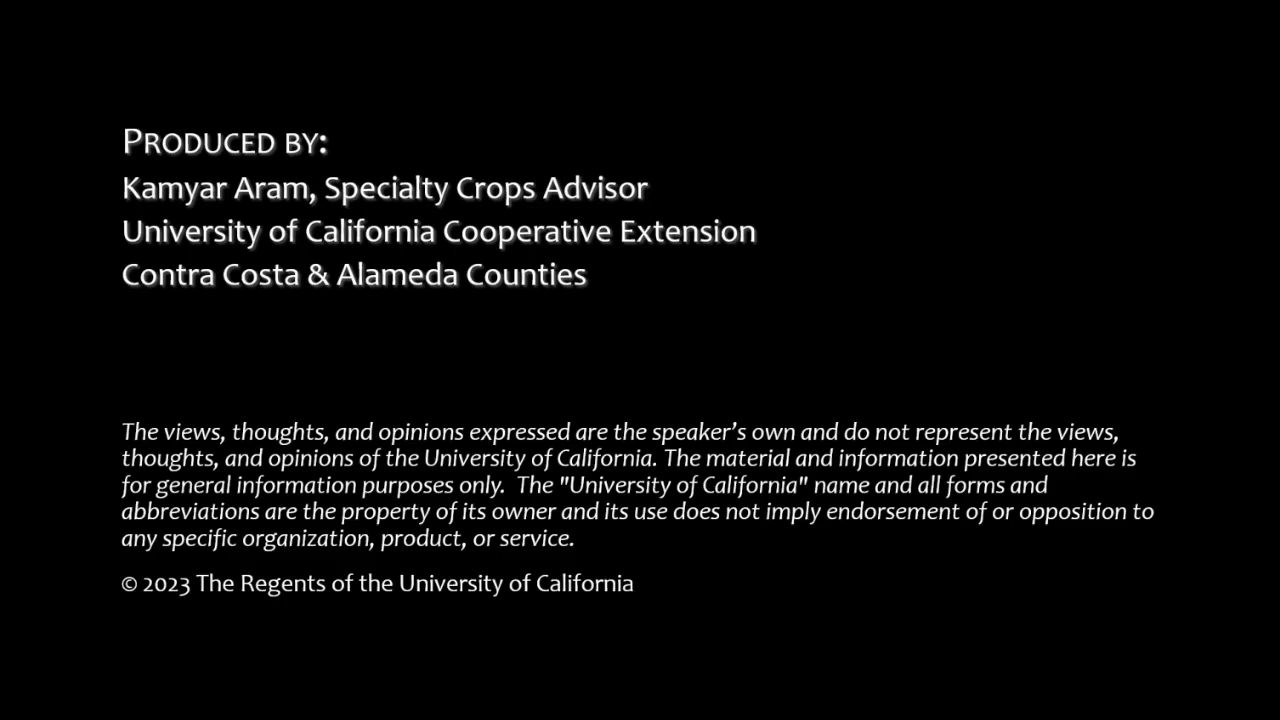 PRODUCED BY:
Kamyar Aram, Specialty Crops Advisor
University of California Cooperative Extension
Contra Costa & Alameda Counties
The views, thoughts, and opinions expressed are the speaker’s own and do not represent the views,
thoughts, and opinions of the University of California. The material and information presented here is
for general information purposes only.  The "University of California" name and all forms and
abbreviations are the property of its owner and its use does not imply endorsement of or opposition to
any specific organization, product, or service.
© 2023 The Regents of the University of California